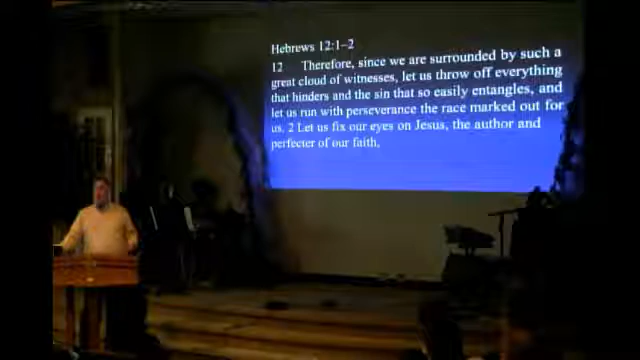 Hebrews 12:1–2
12 Therefore, since we are surrounded by such a
great cloud of witnesses, let us throw off everything
that hinders and the sin that so easily entangles, and
let us run with perseverance the race marked out for
us. 2 Let us fix our eyes on Jesus, the author and
perfecter of our faith,